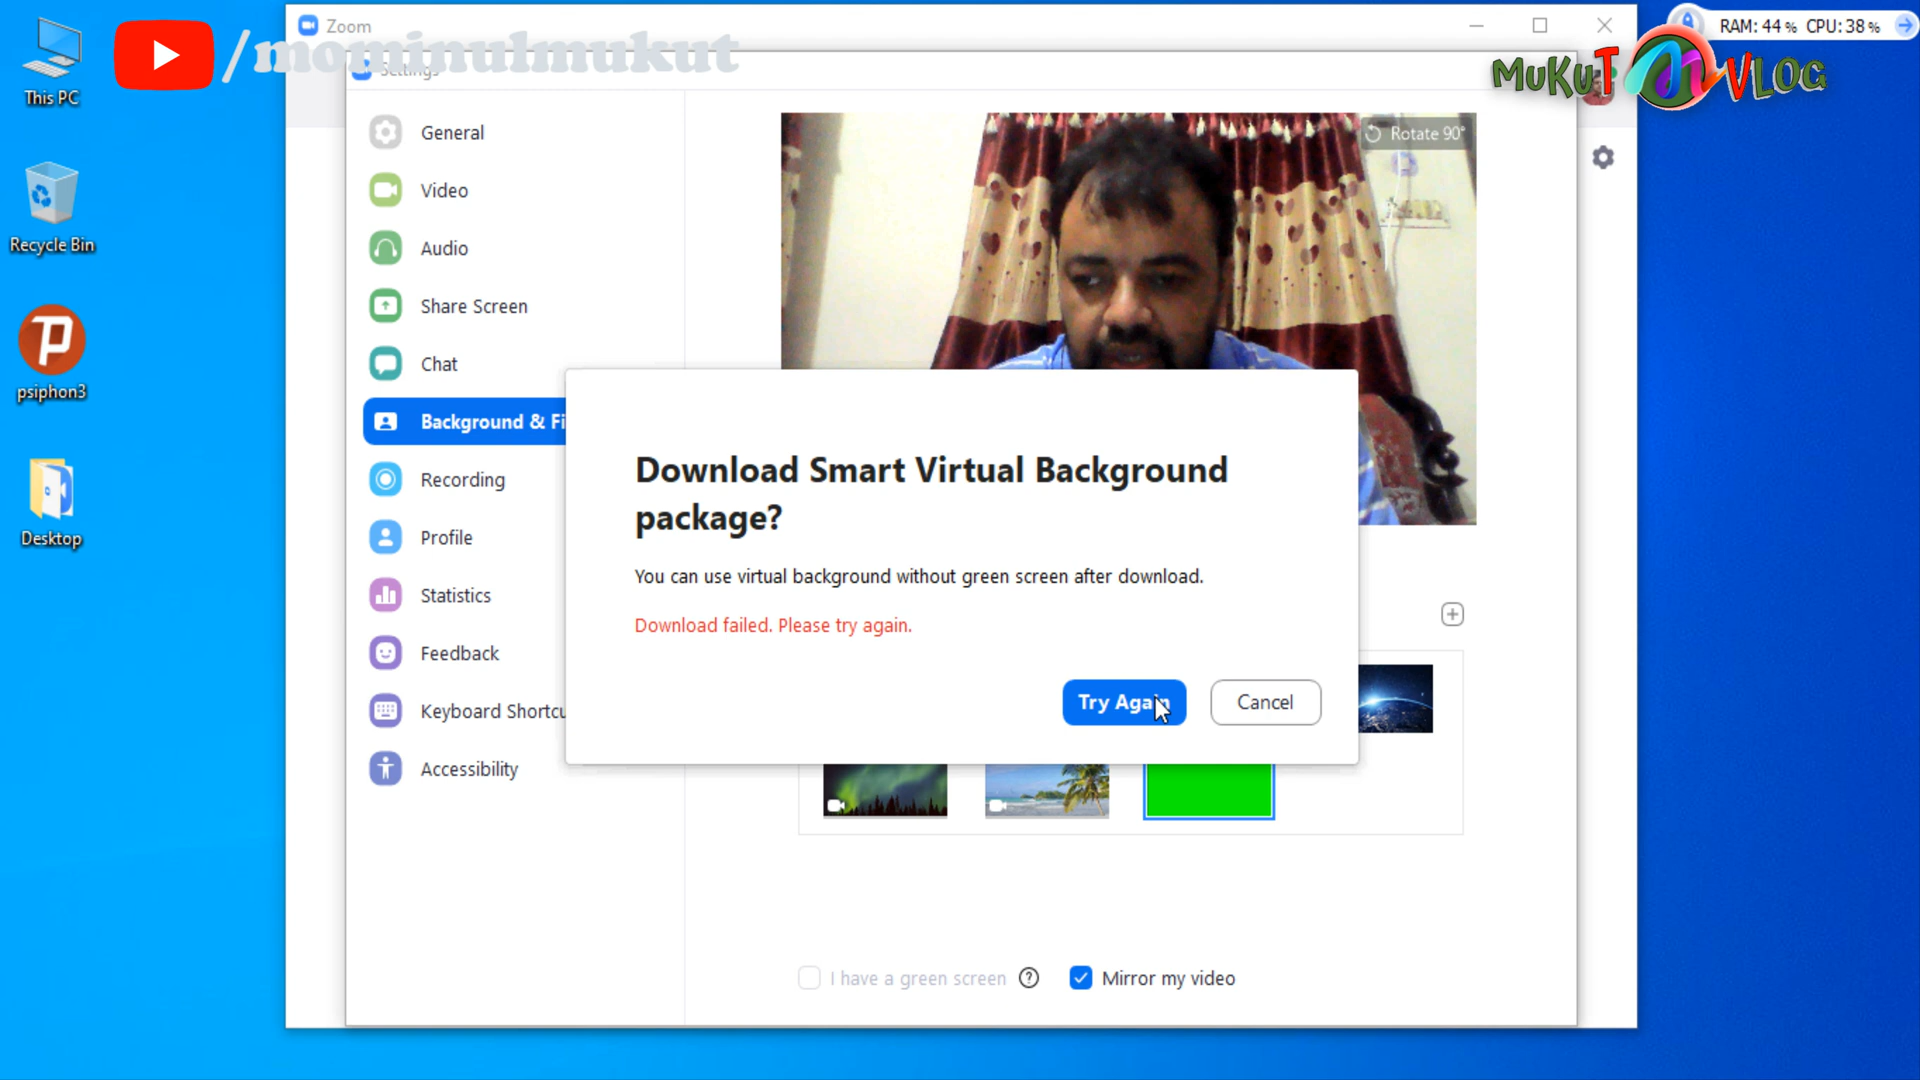 Zoom
RAM: 44 % CPU: 38 %
/mominulmukut
Settings
MuKuT VLOG
This PC
General
Rotate 90°
Video
Recycle Bin
Audio
Share Screen
Chat
psiphon3
Background & Fi
Download Smart Virtual Background
package?
Recording
Desktop
Profile
You can use virtual background without green screen after download.
Statistics
Download failed. Please try again.
Feedback
Keyboard Shortcu
Try Again
Cancel
Accessibility
I have a green screen
Mirror my video